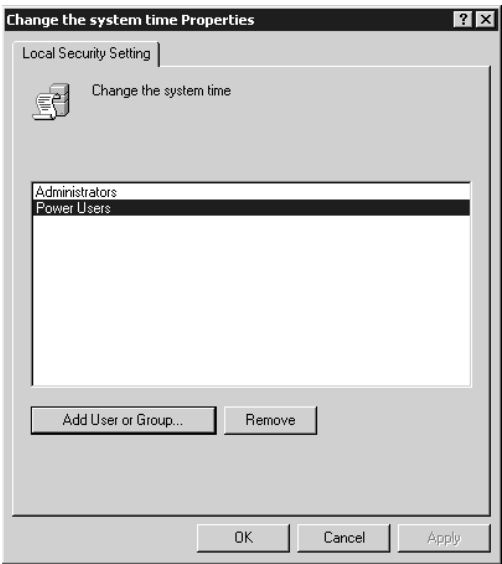 Change the system time Properties
Local Security Setting
Change the system time
Administrators
Power Users
Add User or Group...
Remove
OK
Cancel
Apply